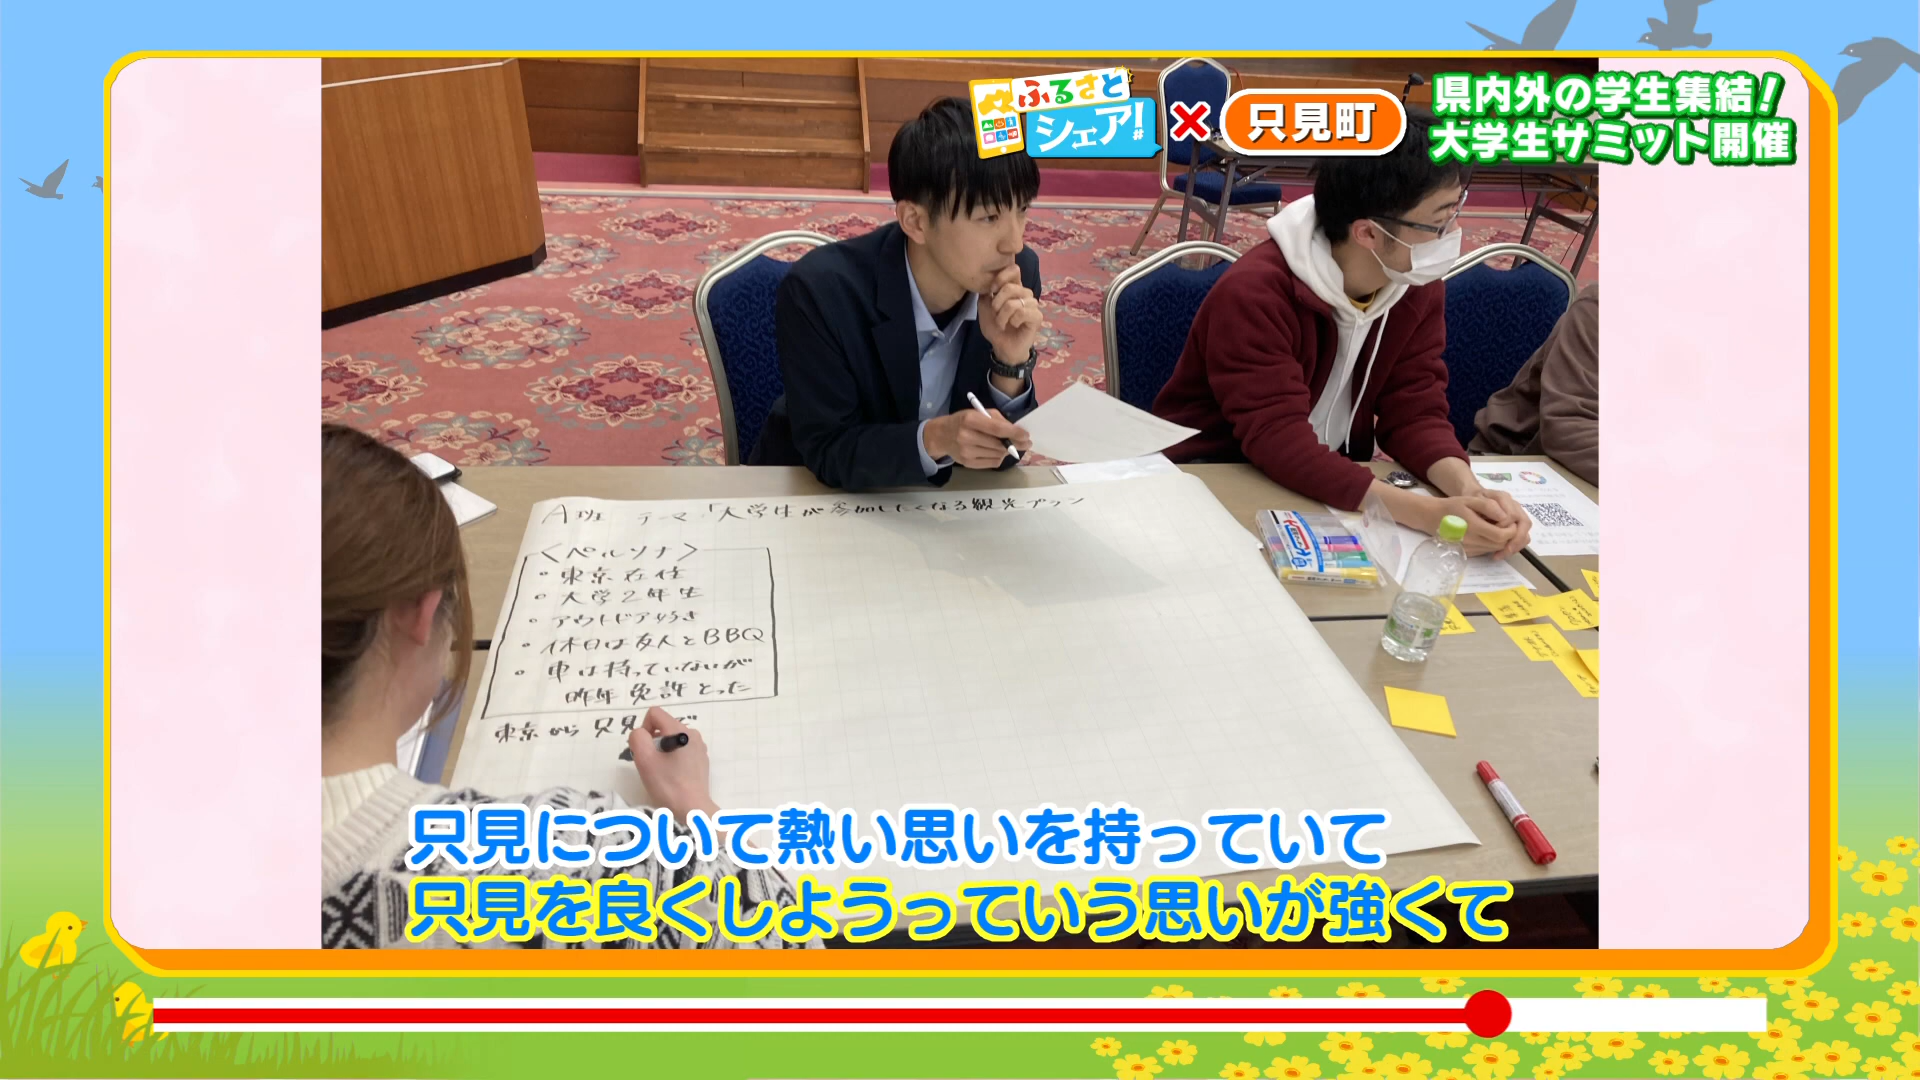 ふるさと
シェア!
#
×
只見町
県内外の学生集結!
大学生サミット開催
A班 テーマ「大学生が参加したくなる観光プラン
<ペルソナ>
・東京在住
・大学2年生
・アウトドア好き
・休日は友人とBBQ
・車は持っていないが
昨年免許とった
東京から只見
只見について熱い思いを持っていて
只見を良くしようっていう思いが強くて